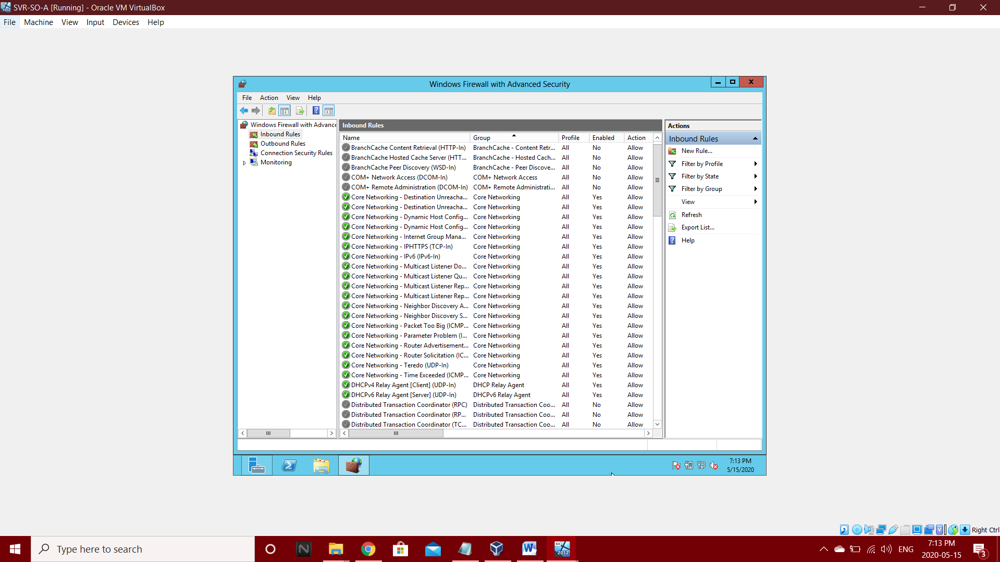 SVR-SO-A [Running] - Oracle VM VirtualBox
File Machine View Input Devices Help
Windows Firewall with Advanced Security
X
File Action View Help
Windows Firewall with Advance
Inbound Rules
Outbound Rules
Connection Security Rules
Monitoring
Inbound Rules
Name Group Profile Enabled Action
BranchCache Content Retrieval (HTTP-In) BranchCache - Content Retr... All No Allow
BranchCache Hosted Cache Server (HTT... BranchCache - Hosted Cach... All No Allow
BranchCache Peer Discovery (WSD-In) BranchCache - Peer Discove... All No Allow
COM+ Network Access (DCOM-In) COM+ Network Access All No Allow
COM+ Remote Administration (DCOM-In) COM+ Remote Administrati... All No Allow
Core Networking - Destination Unreacha... Core Networking All Yes Allow
Core Networking - Destination Unreacha... Core Networking All Yes Allow
Core Networking - Dynamic Host Config... Core Networking All Yes Allow
Core Networking - Dynamic Host Config... Core Networking All Yes Allow
Core Networking - Internet Group Mana... Core Networking All Yes Allow
Core Networking - IPHTTPS (TCP-In) Core Networking All Yes Allow
Core Networking - IPv6 (IPv6-In) Core Networking All Yes Allow
Core Networking - Multicast Listener Do... Core Networking All Yes Allow
Core Networking - Multicast Listener Qu... Core Networking All Yes Allow
Core Networking - Multicast Listener Rep... Core Networking All Yes Allow
Core Networking - Multicast Listener Rep... Core Networking All Yes Allow
Core Networking - Neighbor Discovery A... Core Networking All Yes Allow
Core Networking - Neighbor Discovery S... Core Networking All Yes Allow
Core Networking - Packet Too Big (ICMP... Core Networking All Yes Allow
Core Networking - Parameter Problem (I... Core Networking All Yes Allow
Core Networking - Router Advertisement... Core Networking All Yes Allow
Core Networking - Router Solicitation (IC... Core Networking All Yes Allow
Core Networking - Teredo (UDP-In) Core Networking All Yes Allow
Core Networking - Time Exceeded (ICMP... Core Networking All Yes Allow
DHCPv4 Relay Agent [Client] (UDP-In) DHCP Relay Agent All Yes Allow
DHCPv6 Relay Agent [Server] (UDP-In) DHCPv6 Relay Agent All Yes Allow
Distributed Transaction Coordinator (RPC) Distributed Transaction Coo... All No Allow
Distributed Transaction Coordinator (RP... Distributed Transaction Coo... All No Allow
Distributed Transaction Coordinator (TC... Distributed Transaction Coo... All No Allow
Actions
Inbound Rules
New Rule...
Filter by Profile
Filter by State
Filter by Group
View
Refresh
Export List...
Help
7:13 PM
5/15/2020
Right Ctrl
Type here to search
N
W
64
2012
ENG
7:13 PM
2020-05-15
3